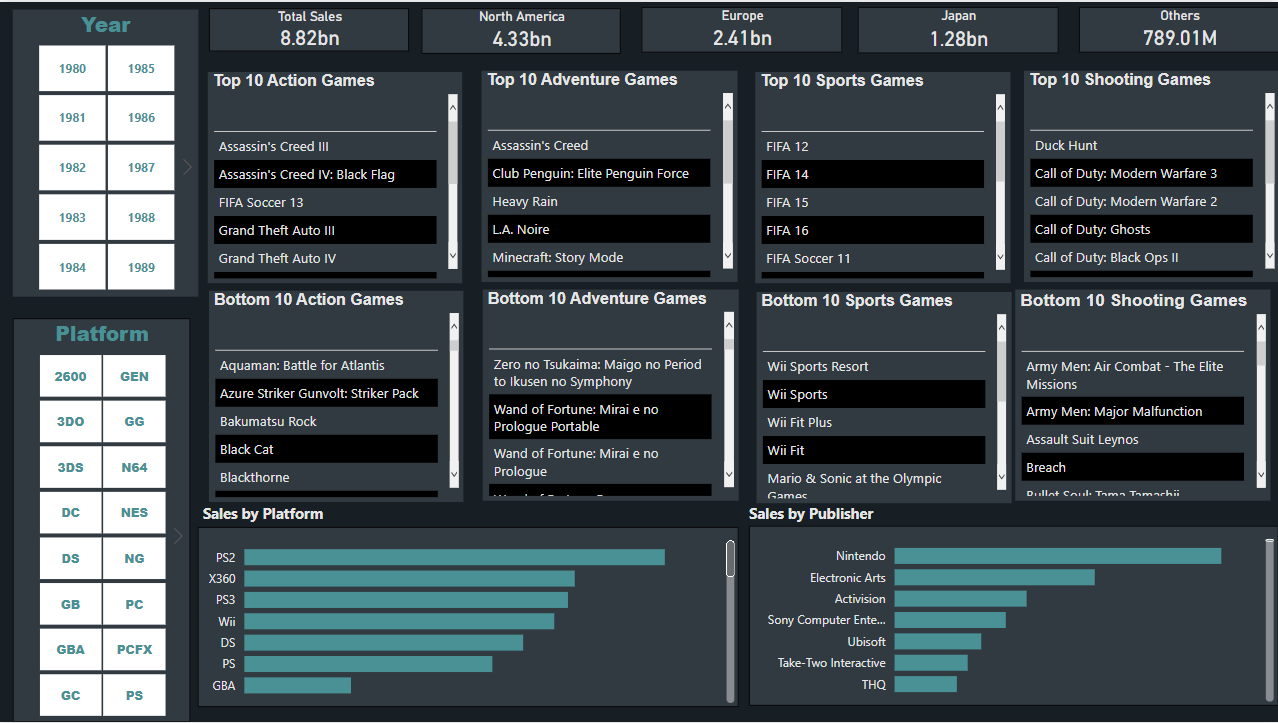 Year
1980
1985
1981
1986
1982
1987
1983
1988
1984
1989
Platform
2600
GEN
3DO
GG
3DS
N64
DC
NES
DS
NG
GB
PC
GBA
PCFX
GC
PS
Total Sales
8.82bn
North America
4.33bn
Europe
2.41bn
Japan
1.28bn
Others
789.01M
Top 10 Action Games
Assassin's Creed III
Assassin's Creed IV: Black Flag
FIFA Soccer 13
Grand Theft Auto III
Grand Theft Auto IV
Top 10 Adventure Games
Assassin's Creed
Club Penguin: Elite Penguin Force
Heavy Rain
L.A. Noire
Minecraft: Story Mode
Top 10 Sports Games
FIFA 12
FIFA 14
FIFA 15
FIFA 16
FIFA Soccer 11
Top 10 Shooting Games
Duck Hunt
Call of Duty: Modern Warfare 3
Call of Duty: Modern Warfare 2
Call of Duty: Ghosts
Call of Duty: Black Ops II
Bottom 10 Action Games
Aquaman: Battle for Atlantis
Azure Striker Gunvolt: Striker Pack
Bakumatsu Rock
Black Cat
Blackthorne
Bottom 10 Adventure Games
Zero no Tsukaima: Maigo no Period
to Ikusen no Symphony
Wand of Fortune: Mirai e no
Prologue Portable
Wand of Fortune: Mirai e no
Prologue
Bottom 10 Sports Games
Wii Sports Resort
Wii Sports
Wii Fit Plus
Wii Fit
Mario & Sonic at the Olympic
Games
Bottom 10 Shooting Games
Army Men: Air Combat - The Elite
Missions
Army Men: Major Malfunction
Assault Suit Leynos
Breach
Bullet Soul: Tama Tamashii
Sales by Platform
PS2
X360
PS3
Wii
DS
PS
GBA
Sales by Publisher
Nintendo
Electronic Arts
Activision
Sony Computer Ente...
Ubisoft
Take-Two Interactive
THQ